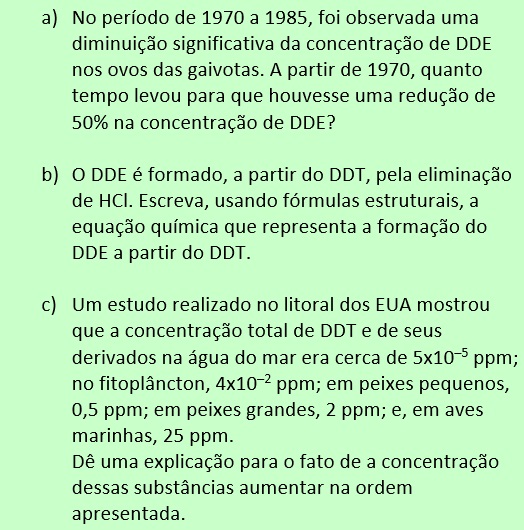 a) No período de 1970 a 1985, foi observada uma
diminuição significativa da concentração de DDE
nos ovos das gaivotas. A partir de 1970, quanto
tempo levou para que houvesse uma redução de
50% na concentração de DDE?
b) O DDE é formado, a partir do DDT, pela eliminação
de HCl. Escreva, usando fórmulas estruturais, a
equação química que representa a formação do
DDE a partir do DDT.
c) Um estudo realizado no litoral dos EUA mostrou
que a concentração total de DDT e de seus
derivados na água do mar era cerca de 5x10⁻⁵ ppm;
no fitoplâncton, 4x10⁻² ppm; em peixes pequenos,
0,5 ppm; em peixes grandes, 2 ppm; e, em aves
marinhas, 25 ppm.
Dê uma explicação para o fato de a concentração
dessas substâncias aumentar na ordem
apresentada.